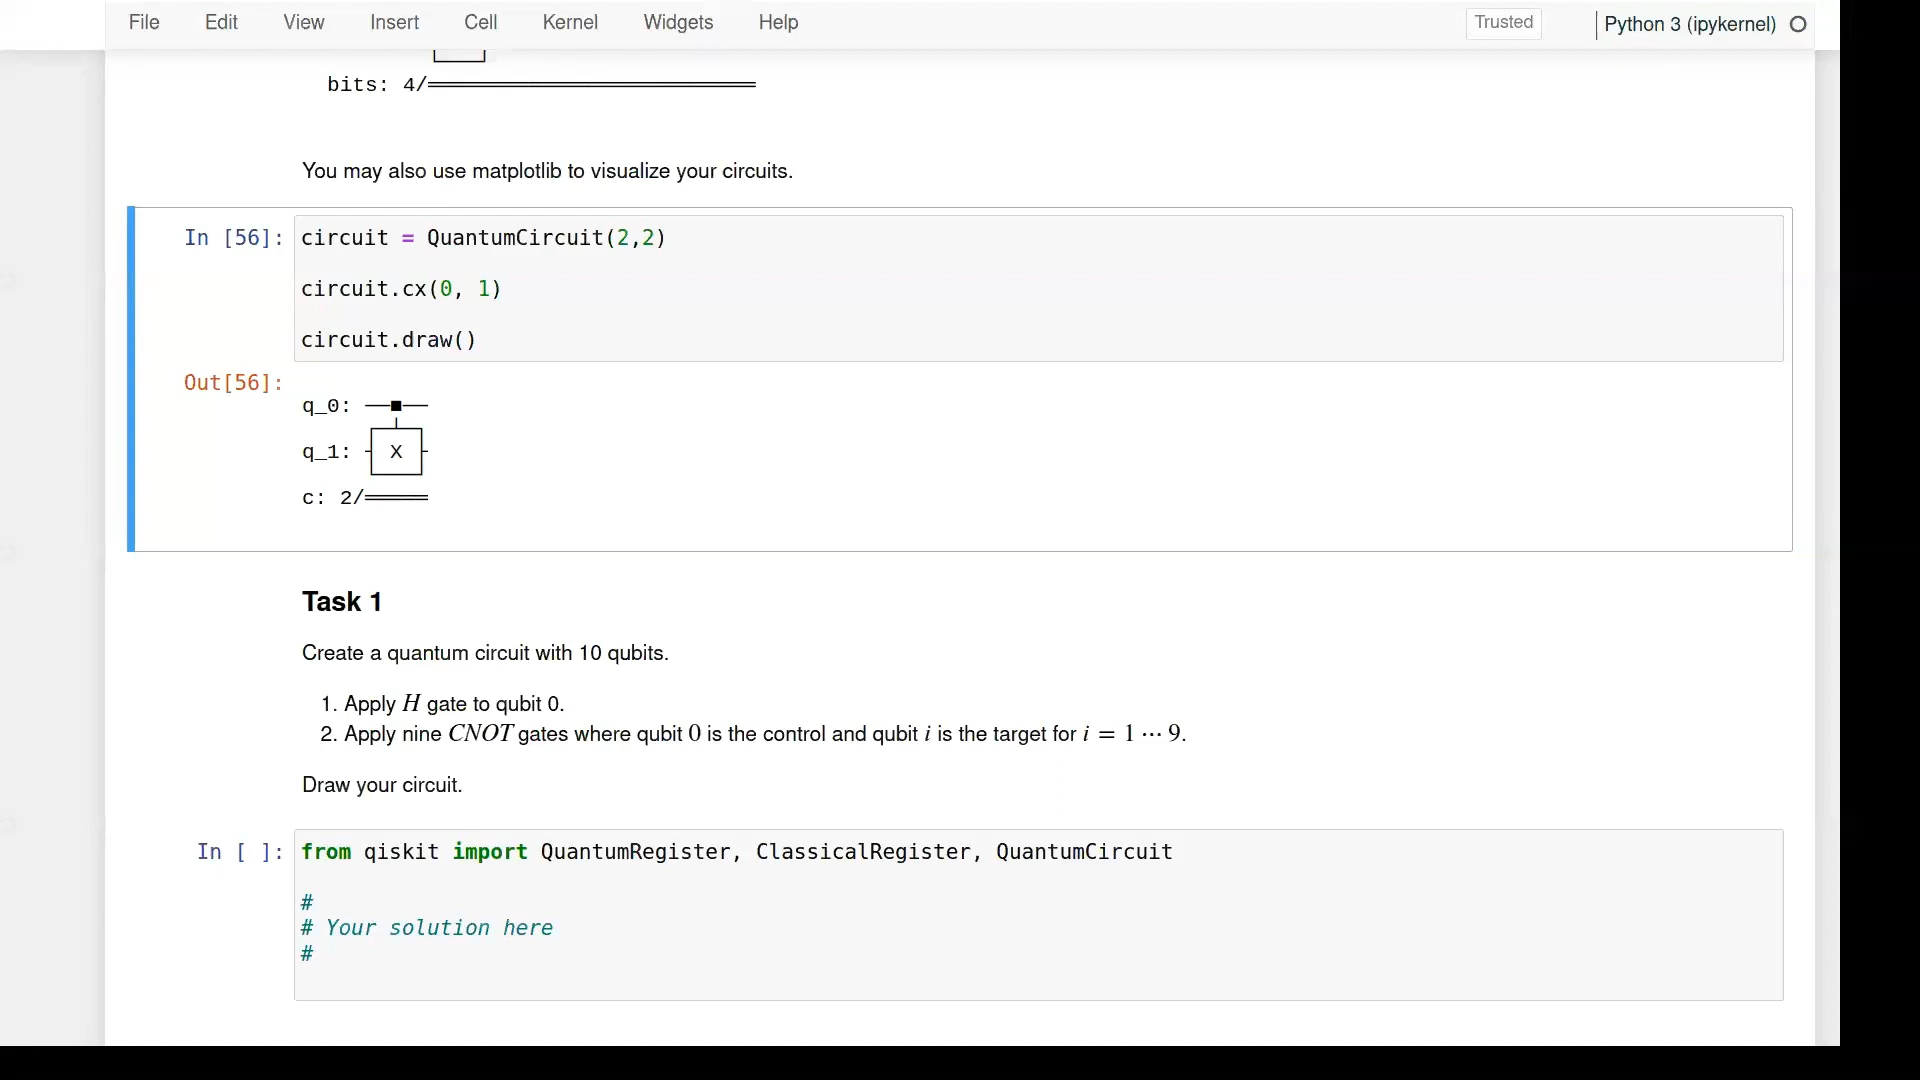 File Edit View Insert Cell Kernel Widgets Help Trusted Python 3 (ipykernel)
bits: 4/
You may also use matplotlib to visualize your circuits.
In [56]: circuit = QuantumCircuit(2,2)
circuit.cx(0, 1)
circuit.draw()
Out[56]:
q_0:
q_1: X
c: 2/
Task 1
Create a quantum circuit with 10 qubits.
1. Apply H gate to qubit 0.
2. Apply nine CNOT gates where qubit 0 is the control and qubit i is the target for i = 1 ⋯ 9.
Draw your circuit.
In [ ]: from qiskit import QuantumRegister, ClassicalRegister, QuantumCircuit
#
# Your solution here
#